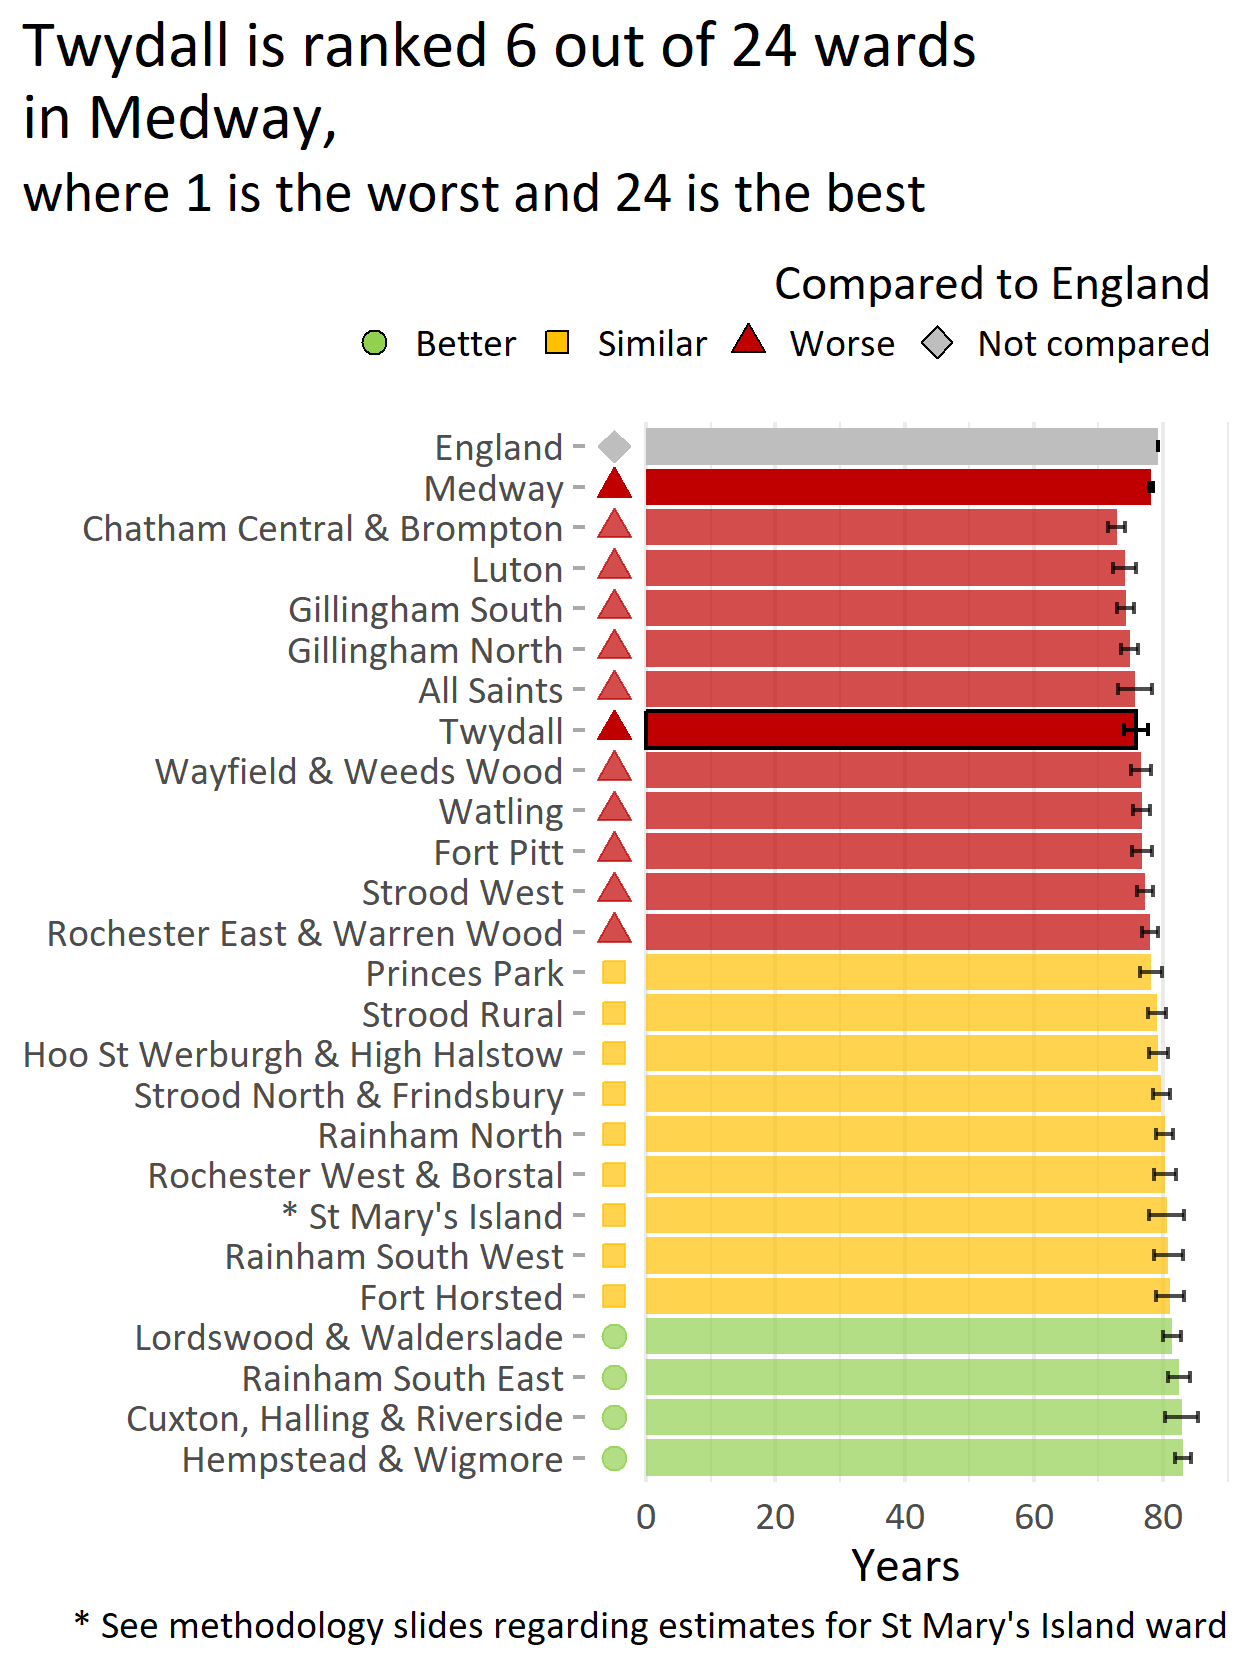 Twydall is ranked 6 out of 24 wards
in Medway,
where 1 is the worst and 24 is the best
Compared to England
Better Similar Worse Not compared
England
Medway
Chatham Central & Brompton
Luton
Gillingham South
Gillingham North
All Saints
Twydall
Wayfield & Weeds Wood
Watling
Fort Pitt
Strood West
Rochester East & Warren Wood
Princes Park
Strood Rural
Hoo St Werburgh & High Halstow
Strood North & Frindsbury
Rainham North
Rochester West & Borstal
* St Mary's Island
Rainham South West
Fort Horsted
Lordswood & Walderslade
Rainham South East
Cuxton, Halling & Riverside
Hempstead & Wigmore
0 20 40 60 80
Years
* See methodology slides regarding estimates for St Mary's Island ward